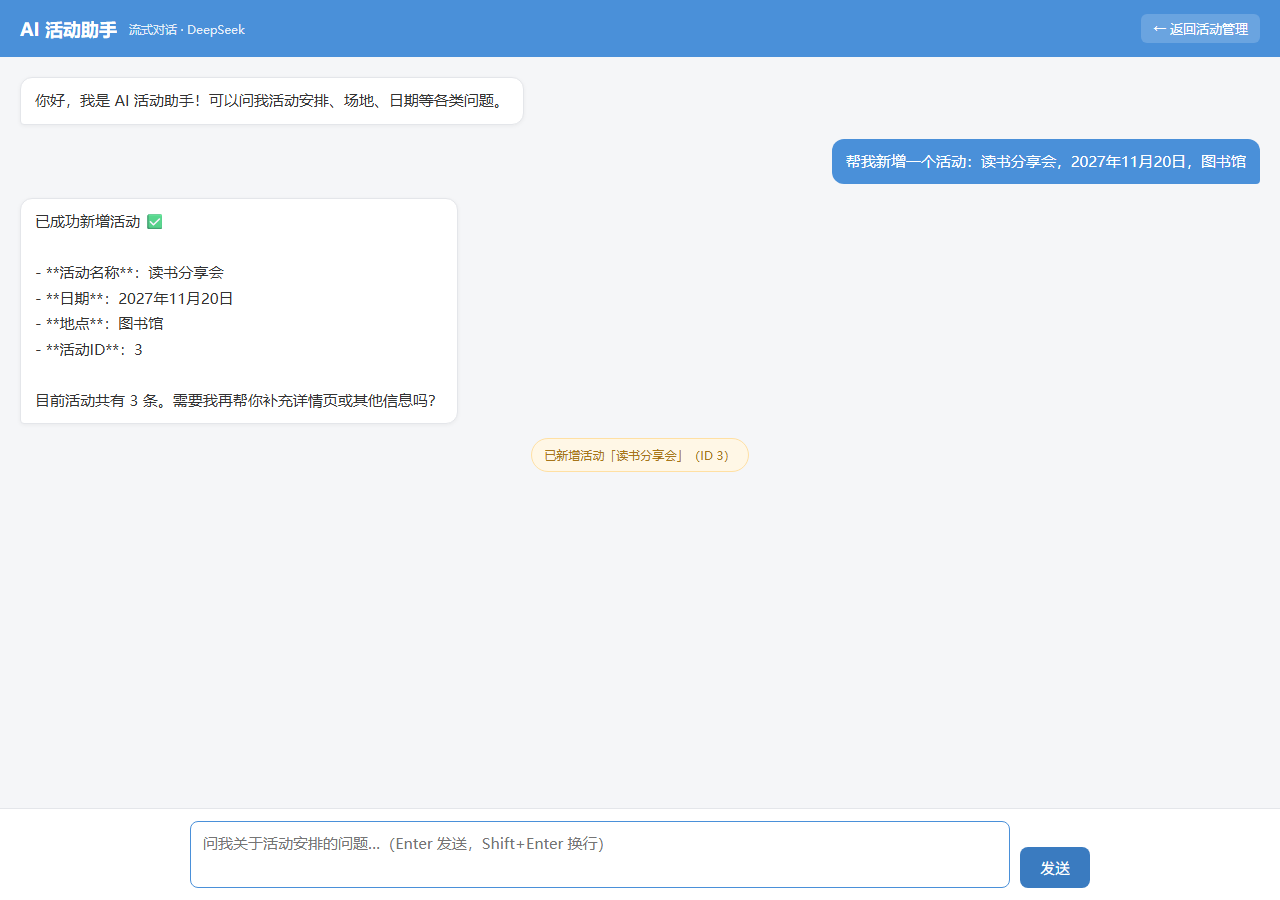 AI 活动助手 流式对话 · DeepSeek
← 返回活动管理
你好，我是 AI 活动助手！可以问我活动安排、场地、日期等各类问题。
帮我新增一个活动：读书分享会，2027年11月20日，图书馆
已成功新增活动 ✅
- **活动名称**：读书分享会
- **日期**：2027年11月20日
- **地点**：图书馆
- **活动ID**：3
目前活动共有 3 条。需要我再帮你补充详情页或其他信息吗？
已新增活动「读书分享会」（ID 3）
问我关于活动安排的问题...（Enter 发送，Shift+Enter 换行）
发送